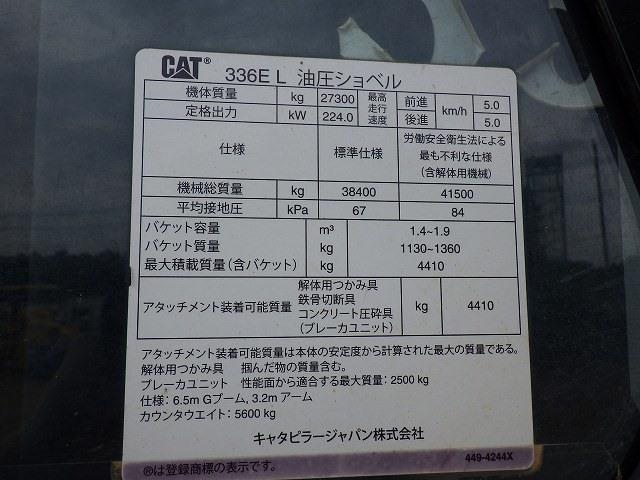 CAT® 336E L 油圧ショベル
機体質量 kg 27300 最高走行速度 前進 km/h 5.0
定格出力 kW 224.0 後進 5.0
仕様 標準仕様 労働安全衛生法による
最も不利な仕様
(含解体用機械)
機械総質量 kg 38400 41500
平均接地圧 kPa 67 84
バケット容量 m³ 1.4~1.9
バケット質量 kg 1130~1360
最大積載質量(含バケット) kg 4410
アタッチメント装着可能質量 解体用つかみ具 kg 4410
鉄骨切断具
コンクリート圧砕具
(ブレーカユニット)
アタッチメント装着可能質量は本体の安定度から計算された最大の質量である。
解体用つかみ具 掴んだ物の質量含む。
ブレーカユニット 性能面から適合する最大質量: 2500 kg
仕様: 6.5m Gブーム, 3.2m アーム
カウンタウエイト: 5600 kg
キャタピラージャパン株式会社
®は登録商標の表示です。 449-4244X